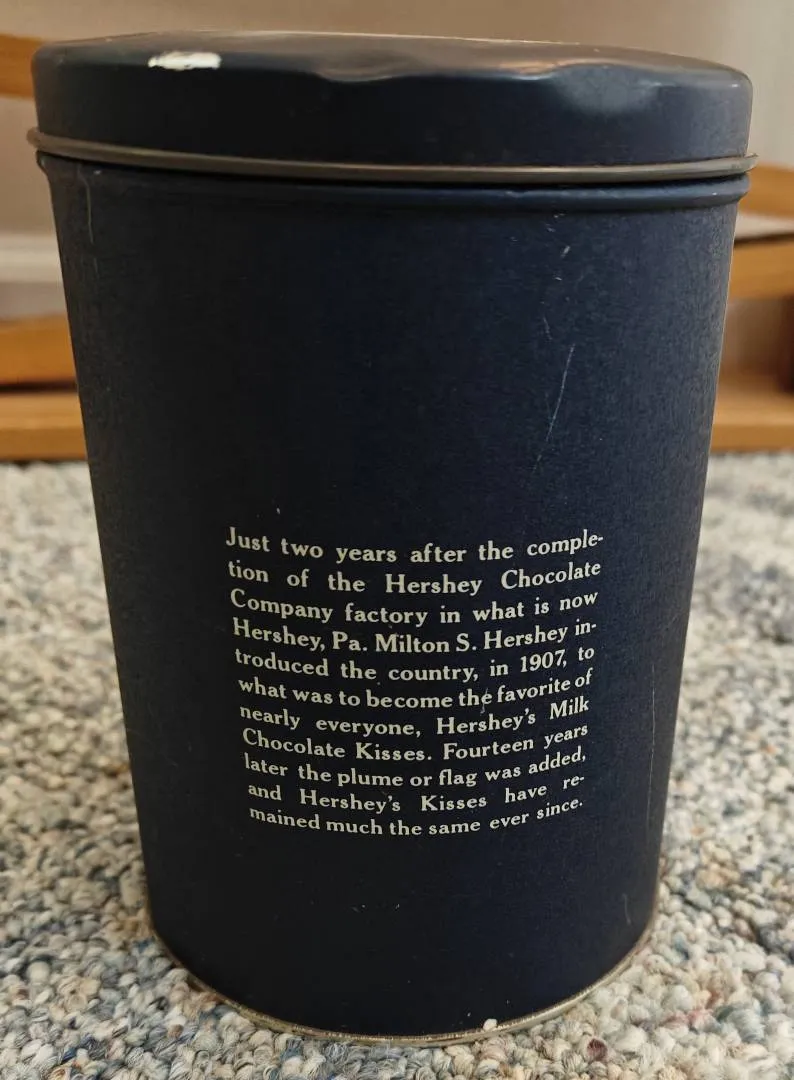 Just two years after the comple-
tion of the Hershey Chocolate
Company factory in what is now
Hershey, Pa. Milton S. Hershey in-
troduced the country, in 1907, to
what was to become the favorite of
nearly everyone, Hershey's Milk
Chocolate Kisses. Fourteen years
later the plume or flag was added,
and Hershey's Kisses have re-
mained much the same ever since.